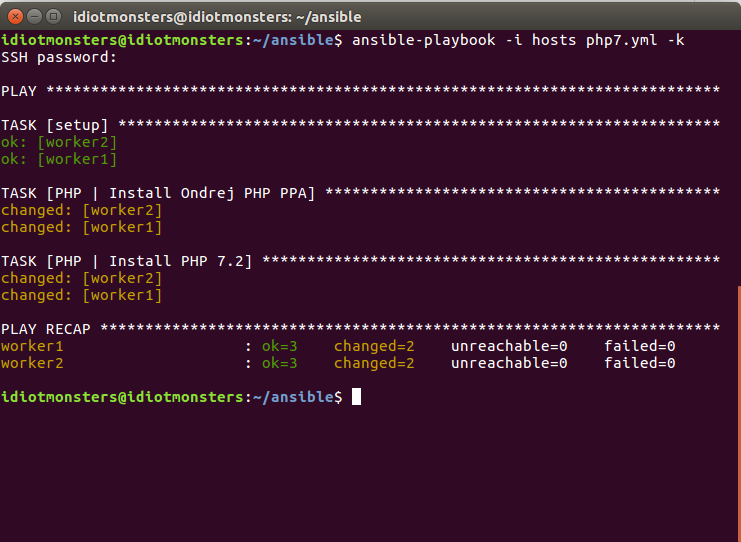 idiotmonsters@idiotmonsters: ~/ansible
idiotmonsters@idiotmonsters:~/ansible$ ansible-playbook -i hosts php7.yml -k
SSH password:
PLAY ***************************************************************************
TASK [setup] *******************************************************************
ok: [worker2]
ok: [worker1]
TASK [PHP | Install Ondrej PHP PPA] ********************************************
changed: [worker2]
changed: [worker1]
TASK [PHP | Install PHP 7.2] ***************************************************
changed: [worker2]
changed: [worker1]
PLAY RECAP *********************************************************************
worker1                    : ok=3    changed=2    unreachable=0    failed=0
worker2                    : ok=3    changed=2    unreachable=0    failed=0
idiotmonsters@idiotmonsters:~/ansible$